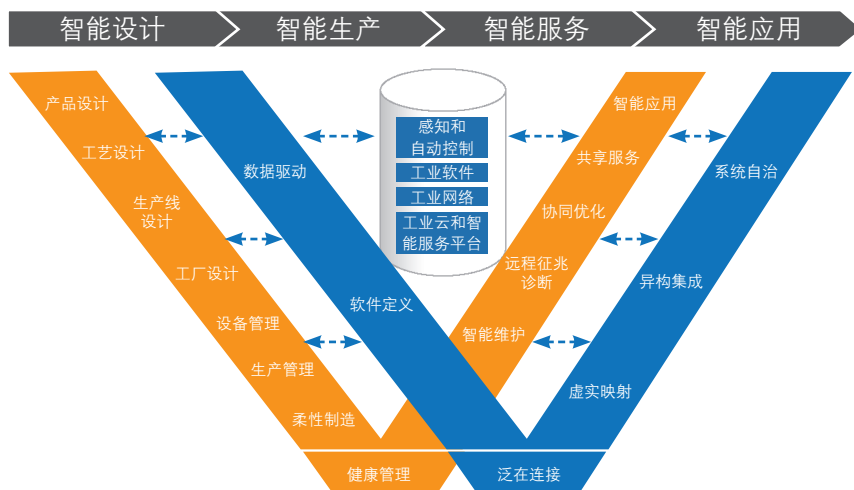 智能设计
智能生产
智能服务
智能应用
产品设计
工艺设计
生产线
设计
工厂设计
设备管理
生产管理
柔性制造
健康管理
数据驱动
软件定义
泛在连接
感知和
自动控制
工业软件
工业网络
工业云和智
能服务平台
智能应用
共享服务
协同优化
远程征兆
诊断
智能维护
系统自治
异构集成
虚实映射